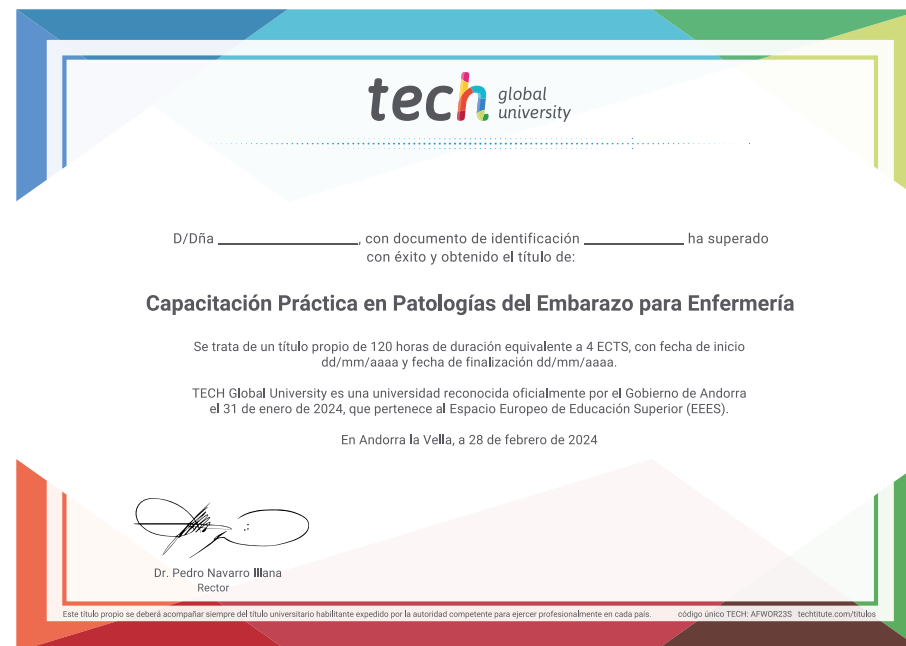 tech global university
D/Dña ____________________, con documento de identificación ______________ ha superado
con éxito y obtenido el título de:
Capacitación Práctica en Patologías del Embarazo para Enfermería
Se trata de un título propio de 120 horas de duración equivalente a 4 ECTS, con fecha de inicio
dd/mm/aaaa y fecha de finalización dd/mm/aaaa.
TECH Global University es una universidad reconocida oficialmente por el Gobierno de Andorra
el 31 de enero de 2024, que pertenece al Espacio Europeo de Educación Superior (EEES).
En Andorra la Vella, a 28 de febrero de 2024
Dr. Pedro Navarro Illana
Rector
Este título propio se deberá acompañar siempre del título universitario habilitante expedido por la autoridad competente para ejercer profesionalmente en cada país. código único TECH: AFWOR23S techtitute.com/titulos